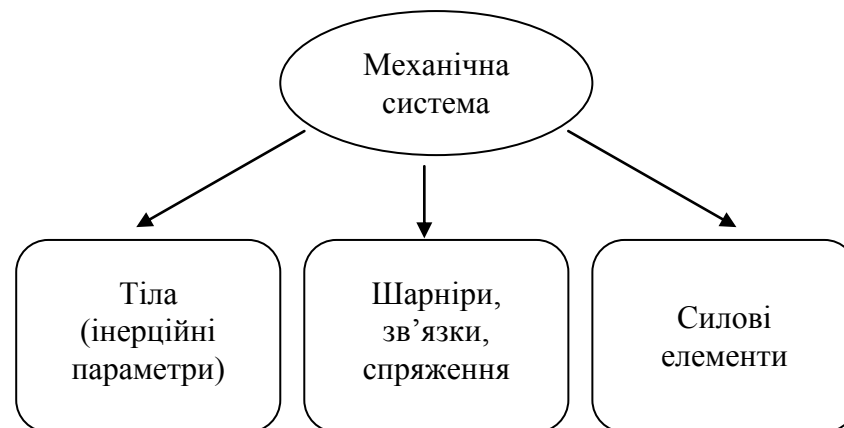 Механічна
система
Тіла
(інерційні
параметри)
Шарніри,
зв’язки,
спряження
Силові
елементи